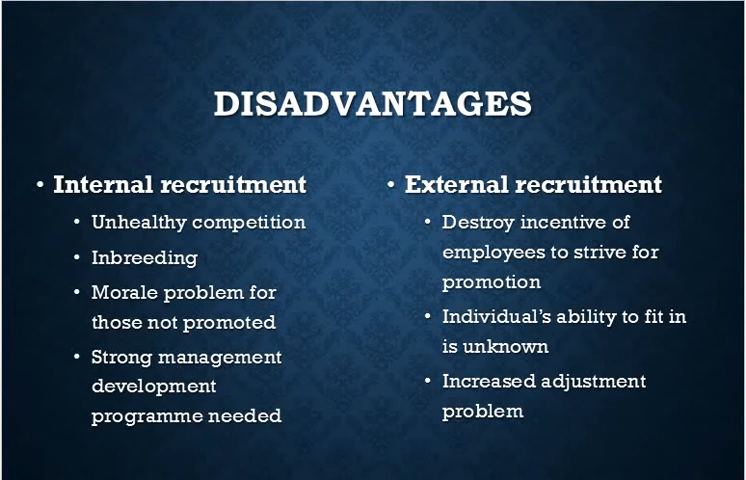 DISADVANTAGES
• Internal recruitment
• Unhealthy competition
• Inbreeding
• Morale problem for
those not promoted
• Strong management
development
programme needed
• External recruitment
• Destroy incentive of
employees to strive for
promotion
• Individual’s ability to fit in
is unknown
• Increased adjustment
problem